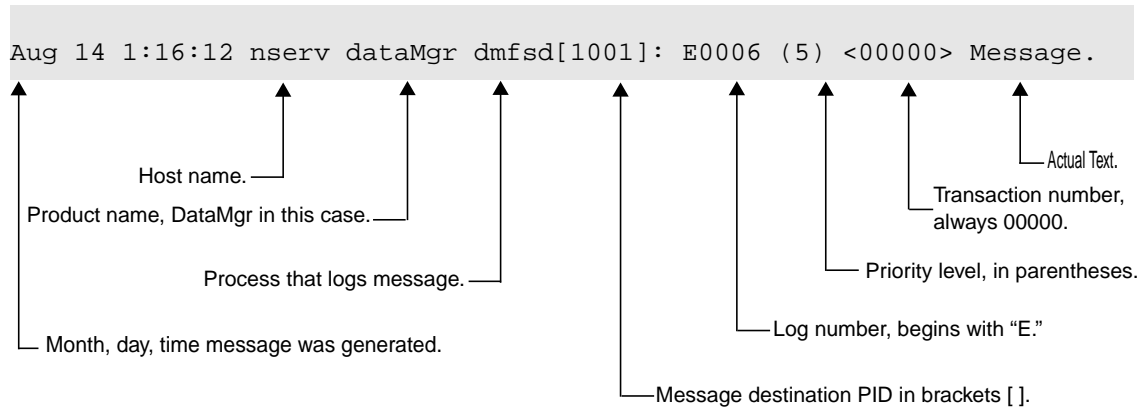 Aug 14 1:16:12 nserv dataMgr dmfsd[1001]: E0006 (5) <00000> Message.
Actual Text.
Host name.
Transaction number,
always 00000.
Product name, DataMgr in this case.
Process that logs message.
Priority level, in parentheses.
Log number, begins with “E.”
Month, day, time message was generated.
Message destination PID in brackets [ ].